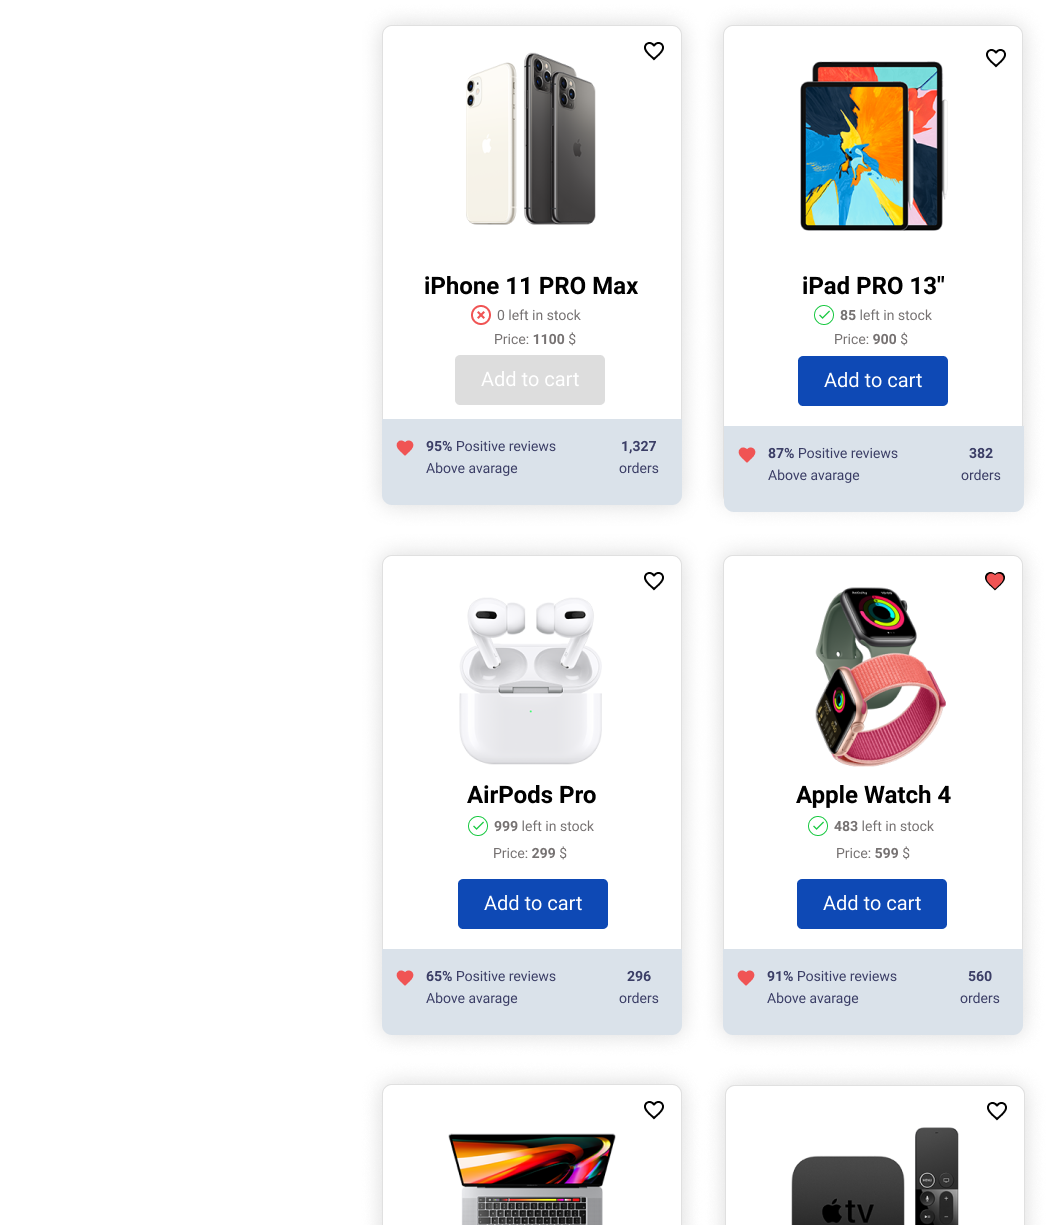 iPhone 11 PRO Max
0 left in stock
Price: 1100 $
Add to cart
95% Positive reviews
Above avarage
1,327
orders
iPad PRO 13"
85 left in stock
Price: 900 $
Add to cart
87% Positive reviews
Above avarage
382
orders
AirPods Pro
999 left in stock
Price: 299 $
Add to cart
65% Positive reviews
Above avarage
296
orders
Apple Watch 4
483 left in stock
Price: 599 $
Add to cart
91% Positive reviews
Above avarage
560
orders
tv
MENU